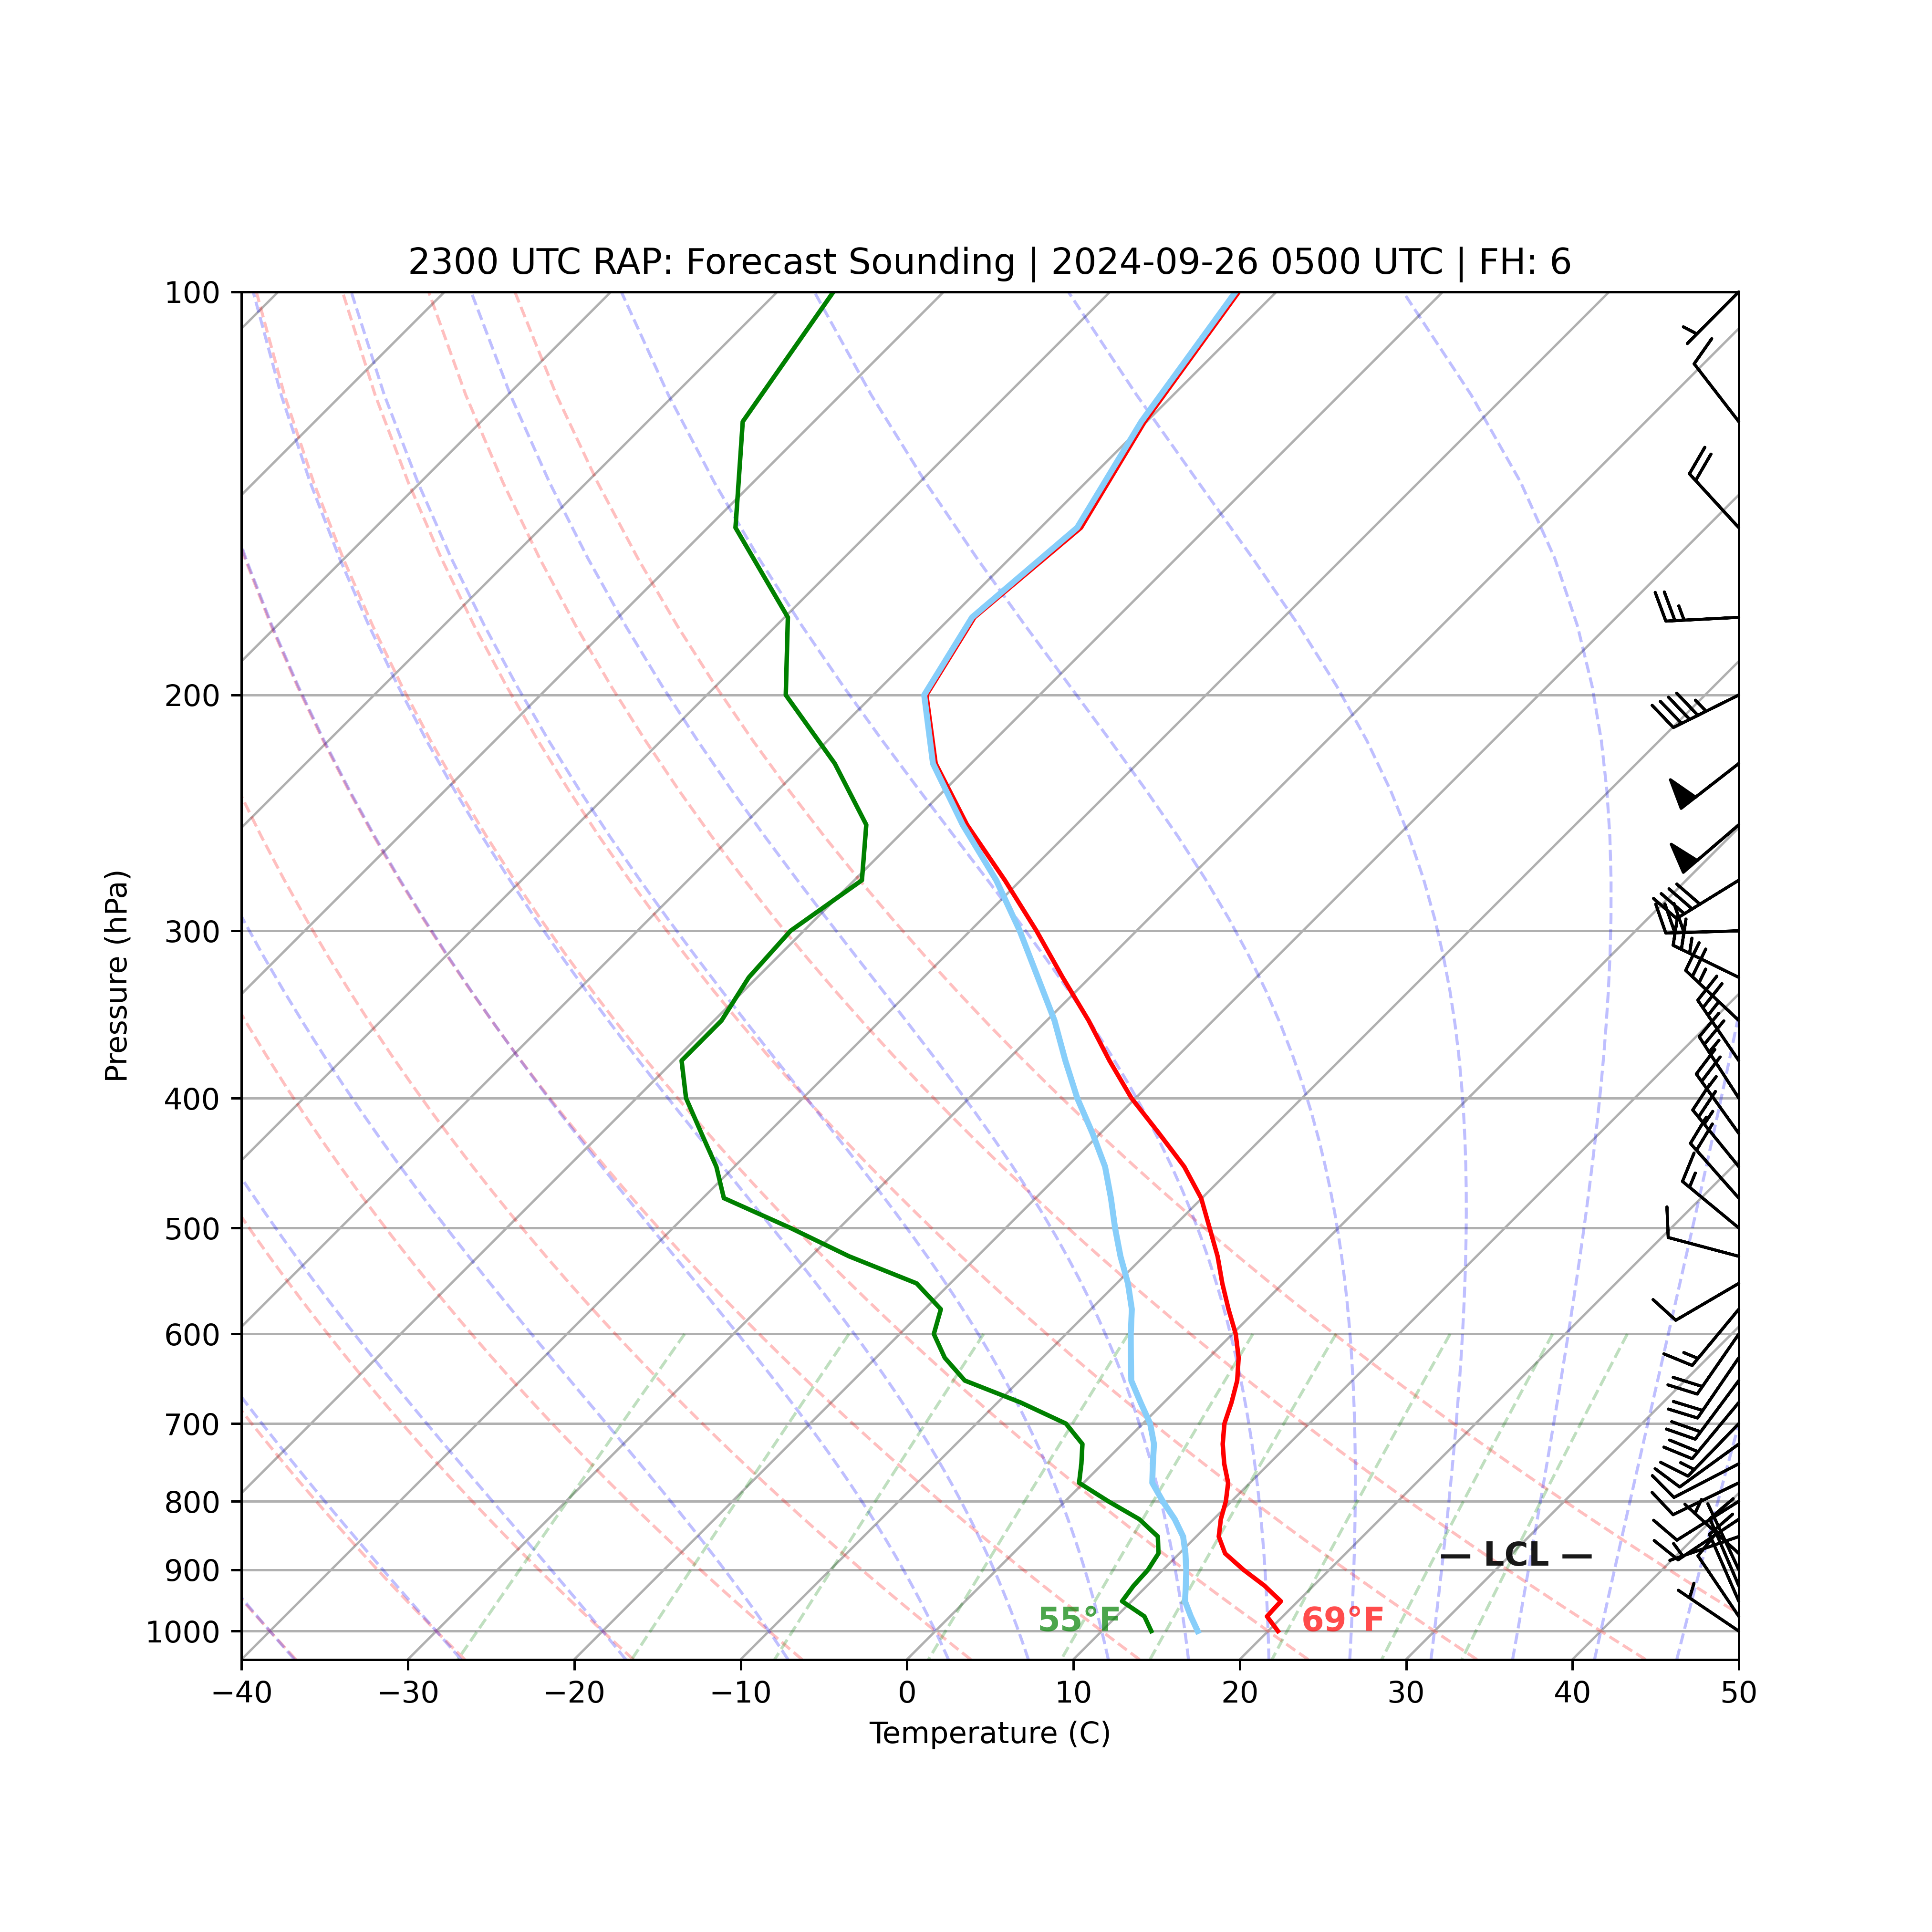 2300 UTC RAP: Forecast Sounding | 2024-09-26 0500 UTC | FH: 6
100
200
300
400
500
600
700
800
900
1000
Pressure (hPa)
— LCL —
55°F
69°F
−40 −30 −20 −10 0 10 20 30 40 50
Temperature (C)